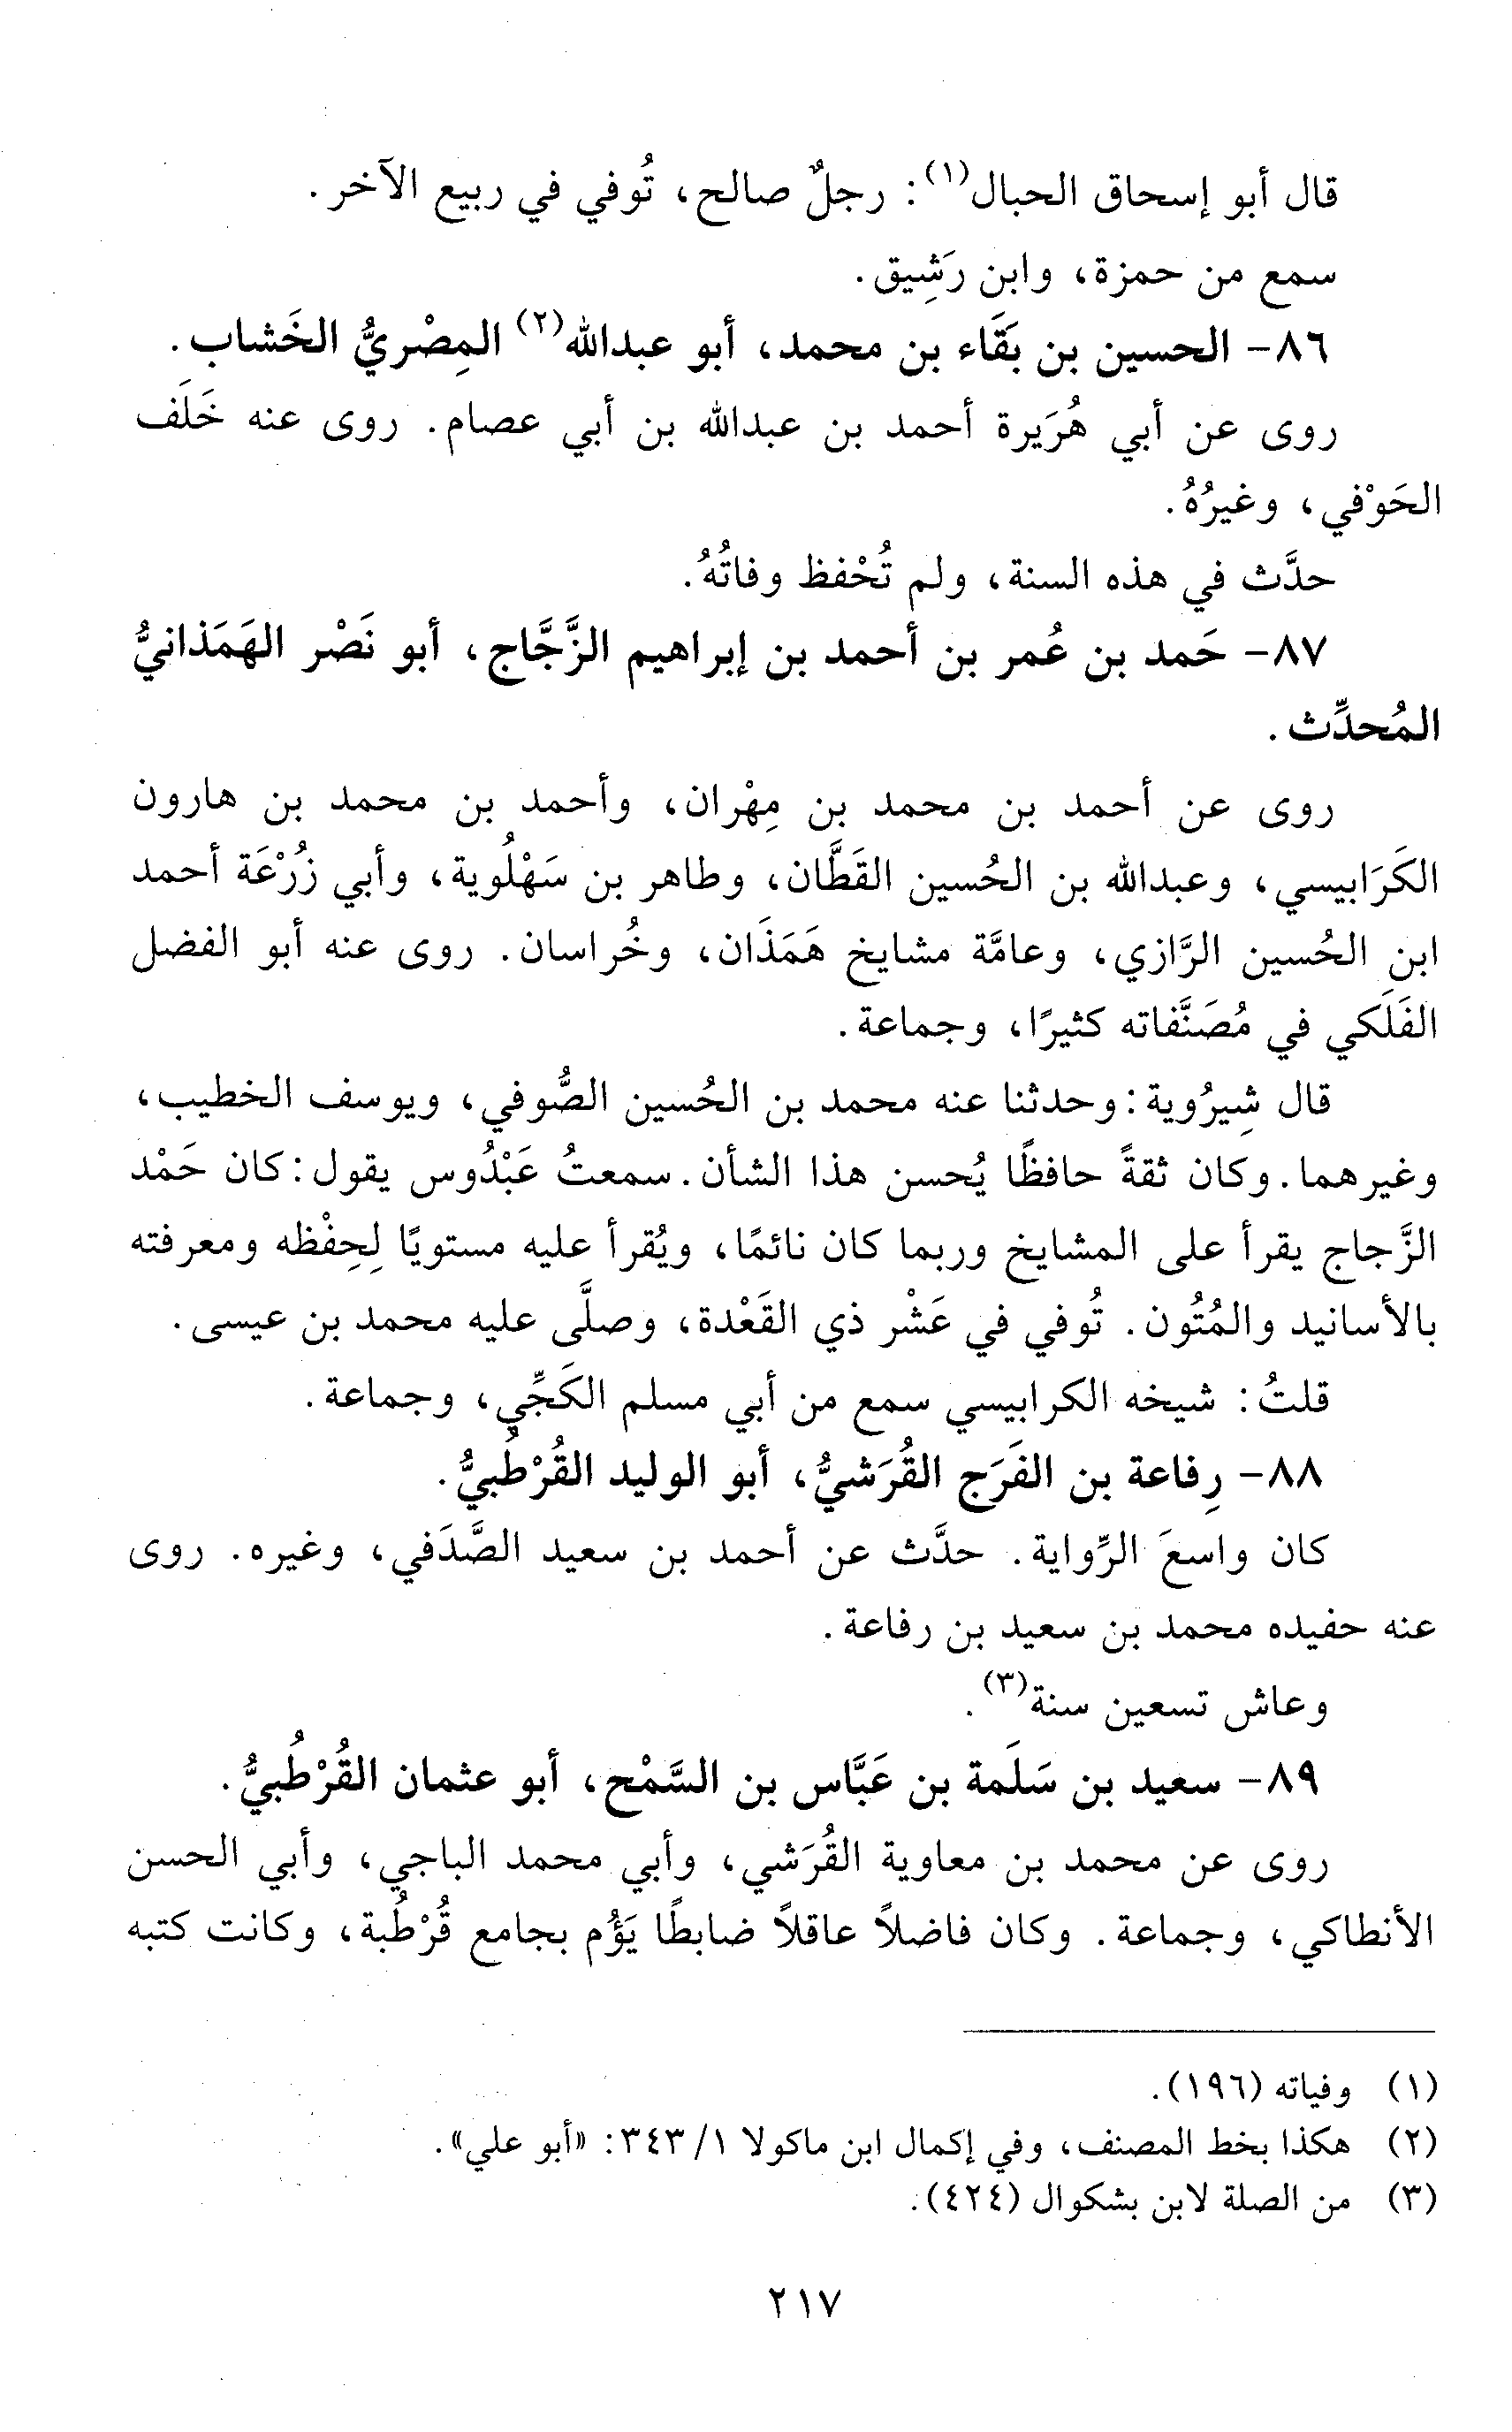 قال أبو إسحاق الحبال(١): رجلٌ صالح، تُوفي في ربيع الآخر.
سمع من حمزة، وابن رَشِيق.
٨٦- الحسين بن بَقَاء بن محمد، أبو عبدالله(٢) المِصْريُّ الخَشاب.
روى عن أبي هُرَيرة أحمد بن عبدالله بن أبي عصام. روى عنه خَلَف
الحَوْفي، وغيرُهُ.
حدَّث في هذه السنة، ولم تُحْفظ وفاتُهُ.
٨٧- حَمد بن عُمر بن أحمد بن إبراهيم الزَّجَّاج، أبو نَصْر الهَمَذانيُّ
المُحدِّث.
روى عن أحمد بن محمد بن مِهْران، وأحمد بن محمد بن هارون
الكَرَابيسي، وعبدالله بن الحُسين القَطَّان، وطاهر بن سَهْلُوية، وأبي زُرْعَة أحمد
ابن الحُسين الرَّازي، وعامَّة مشايخ هَمَذَان، وخُراسان. روى عنه أبو الفضل
الفَلَكي في مُصَنَّفاته كثيرًا، وجماعة.
قال شِيرُوية: وحدثنا عنه محمد بن الحُسين الصُّوفي، ويوسف الخطيب،
وغيرهما. وكان ثقةً حافظًا يُحسن هذا الشأن. سمعتُ عَبْدُوس يقول: كان حَمْد
الزَّجاج يقرأ على المشايخ وربما كان نائمًا، ويُقرأ عليه مستويًا لِحِفْظه ومعرفته
بالأسانيد والمُتُون. تُوفي في عَشْر ذي القَعْدة، وصلَّى عليه محمد بن عيسى.
قلتُ: شيخه الكرابيسي سمع من أبي مسلم الكَجِّي، وجماعة.
٨٨- رِفاعة بن الفَرَج القُرَشيُّ، أبو الوليد القُرْطُبيُّ.
كان واسعَ الرِّواية. حدَّث عن أحمد بن سعيد الصَّدَفي، وغيره. روى
عنه حفيده محمد بن سعيد بن رفاعة.
وعاش تسعين سنة(٣).
٨٩- سعيد بن سَلَمة بن عَبَّاس بن السَّمْح، أبو عثمان القُرْطُبيُّ.
روى عن محمد بن معاوية القُرَشي، وأبي محمد الباجي، وأبي الحسن
الأنطاكي، وجماعة. وكان فاضلاً عاقلاً ضابطًا يَؤُم بجامع قُرْطُبة، وكانت كتبه
(١) وفياته (١٩٦).
(٢) هكذا بخط المصنف، وفي إكمال ابن ماكولا ١/ ٣٤٣: «أبو علي».
(٣) من الصلة لابن بشكوال (٤٢٤).
٢١٧